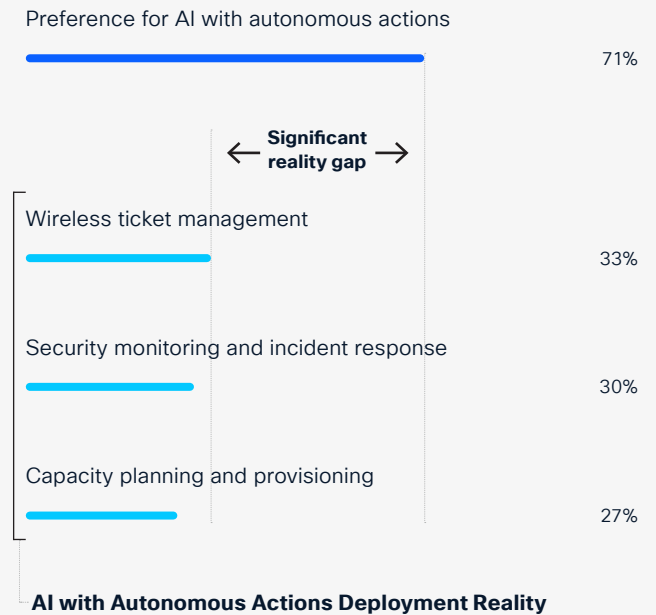 Preference for AI with autonomous actions
71%
Significant
reality gap
Wireless ticket management
33%
Security monitoring and incident response
30%
Capacity planning and provisioning
27%
AI with Autonomous Actions Deployment Reality